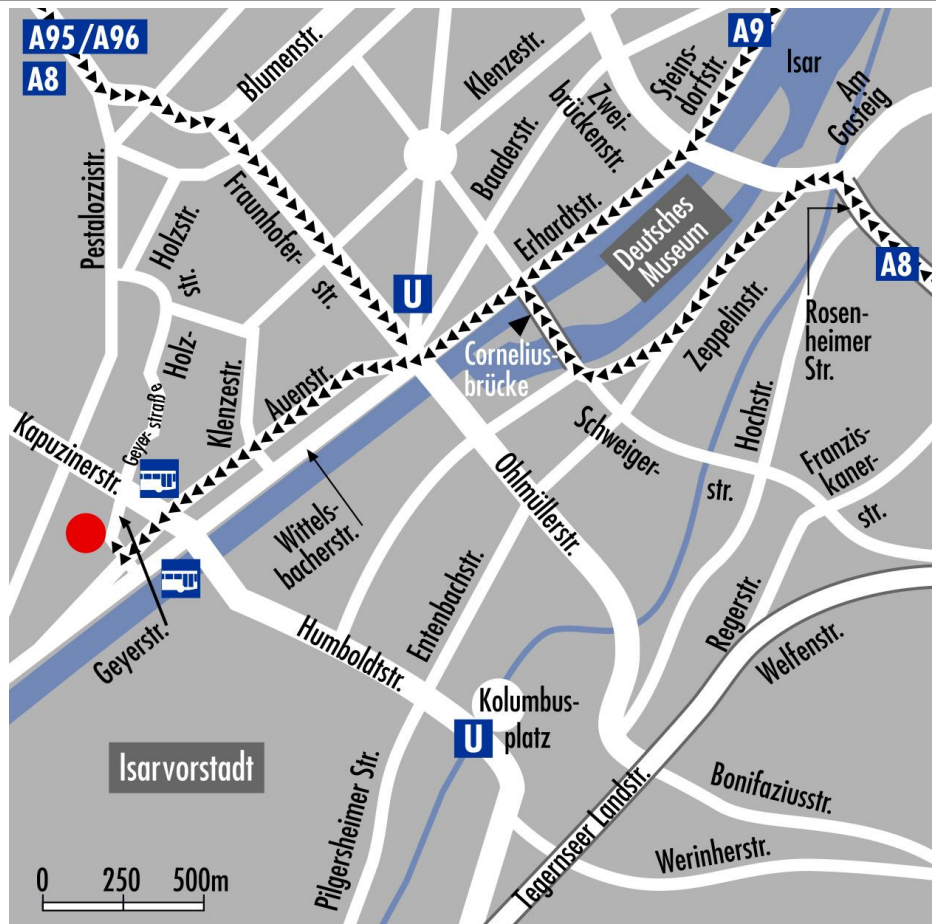 A95/A96
A8
Blumenstr.
Klenzestr.
Zwei-
brückenstr.
Steins-
dorfstr.
A9
Isar
Am
Gasteig
Pestalozzistr.
Holzstr.
Fraunhofer-
str.
Baaderstr.
Erhardtstr.
Deutsches
Museum
A8
U
Holz-
str.
Klenzestr.
Auenstr.
Cornelius-
brücke
Zeppelinstr.
Rosen-
heimer
Str.
Kapuzinerstr.
Geyer-straße
Wittels-
bacherstr.
Ohlmüllerstr.
Schweiger-
str.
Hochstr.
Franzis-
kaner-
str.
Geyerstr.
Humboldtstr.
Entenbachstr.
Regerstr.
Welfenstr.
Kolumbus-
platz
U
Isarvorstadt
Pilgersheimer Str.
Tegernseer Landstr.
Bonifaziusstr.
Werinherstr.
0 250 500m